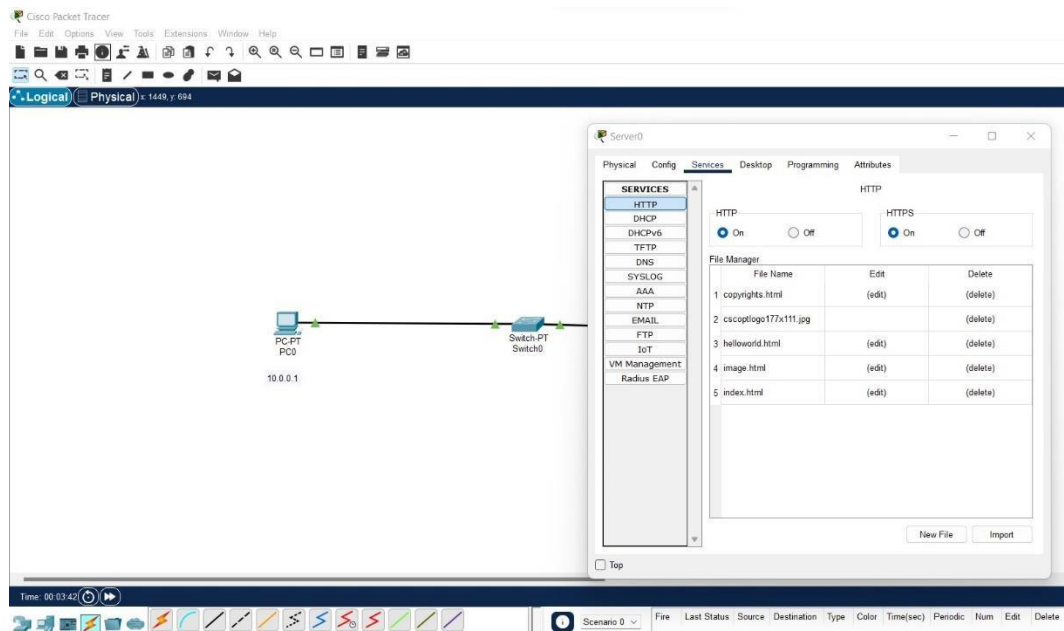 Cisco Packet Tracer
File Edit Options View Tools Extensions Window Help
Logical Physical x: 1449, y: 694
Server0
Physical Config Services Desktop Programming Attributes
SERVICES
HTTP
DHCP
DHCPv6
TFTP
DNS
SYSLOG
AAA
NTP
EMAIL
FTP
IoT
VM Management
Radius EAP
HTTP
HTTP
On Off
HTTPS
On Off
File Manager
File Name Edit Delete
1 copyrights.html (edit) (delete)
2 cscoptlogo177x111.jpg (delete)
3 helloworld.html (edit) (delete)
4 image.html (edit) (delete)
5 index.html (edit) (delete)
New File Import
Top
PC-PT
PC0
10.0.0.1
Switch-PT
Switch0
Time: 00:03:42
Scenario 0 Fire Last Status Source Destination Type Color Time(sec) Periodic Num Edit Delete